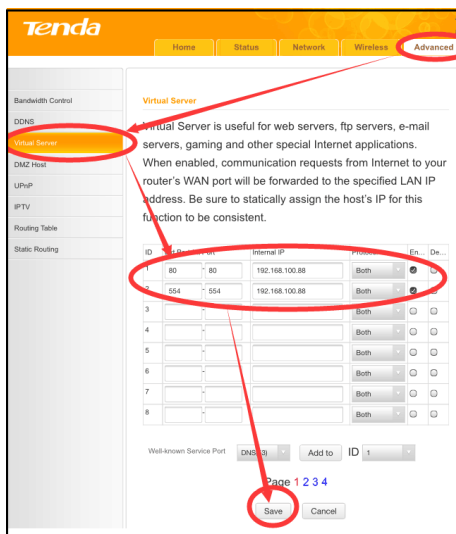 Tenda
Home Status Network Wireless Advanced
Bandwidth Control
DDNS
Virtual Server
DMZ Host
UPnP
IPTV
Routing Table
Static Routing
Virtual Server
Virtual Server is useful for web servers, ftp servers, e-mail
servers, gaming and other special Internet applications.
When enabled, communication requests from Internet to your
router's WAN port will be forwarded to the specified LAN IP
address. Be sure to statically assign the host's IP for this
function to be consistent.
ID Port Internal IP En... De...
1 80 - 80 192.168.100.88 Both
2 554 - 554 192.168.100.88 Both
3 - Both
4 - Both
5 - Both
6 - Both
7 - Both
8 - Both
Well-known Service Port Add to ID 1
Page 1 2 3 4
Save Cancel